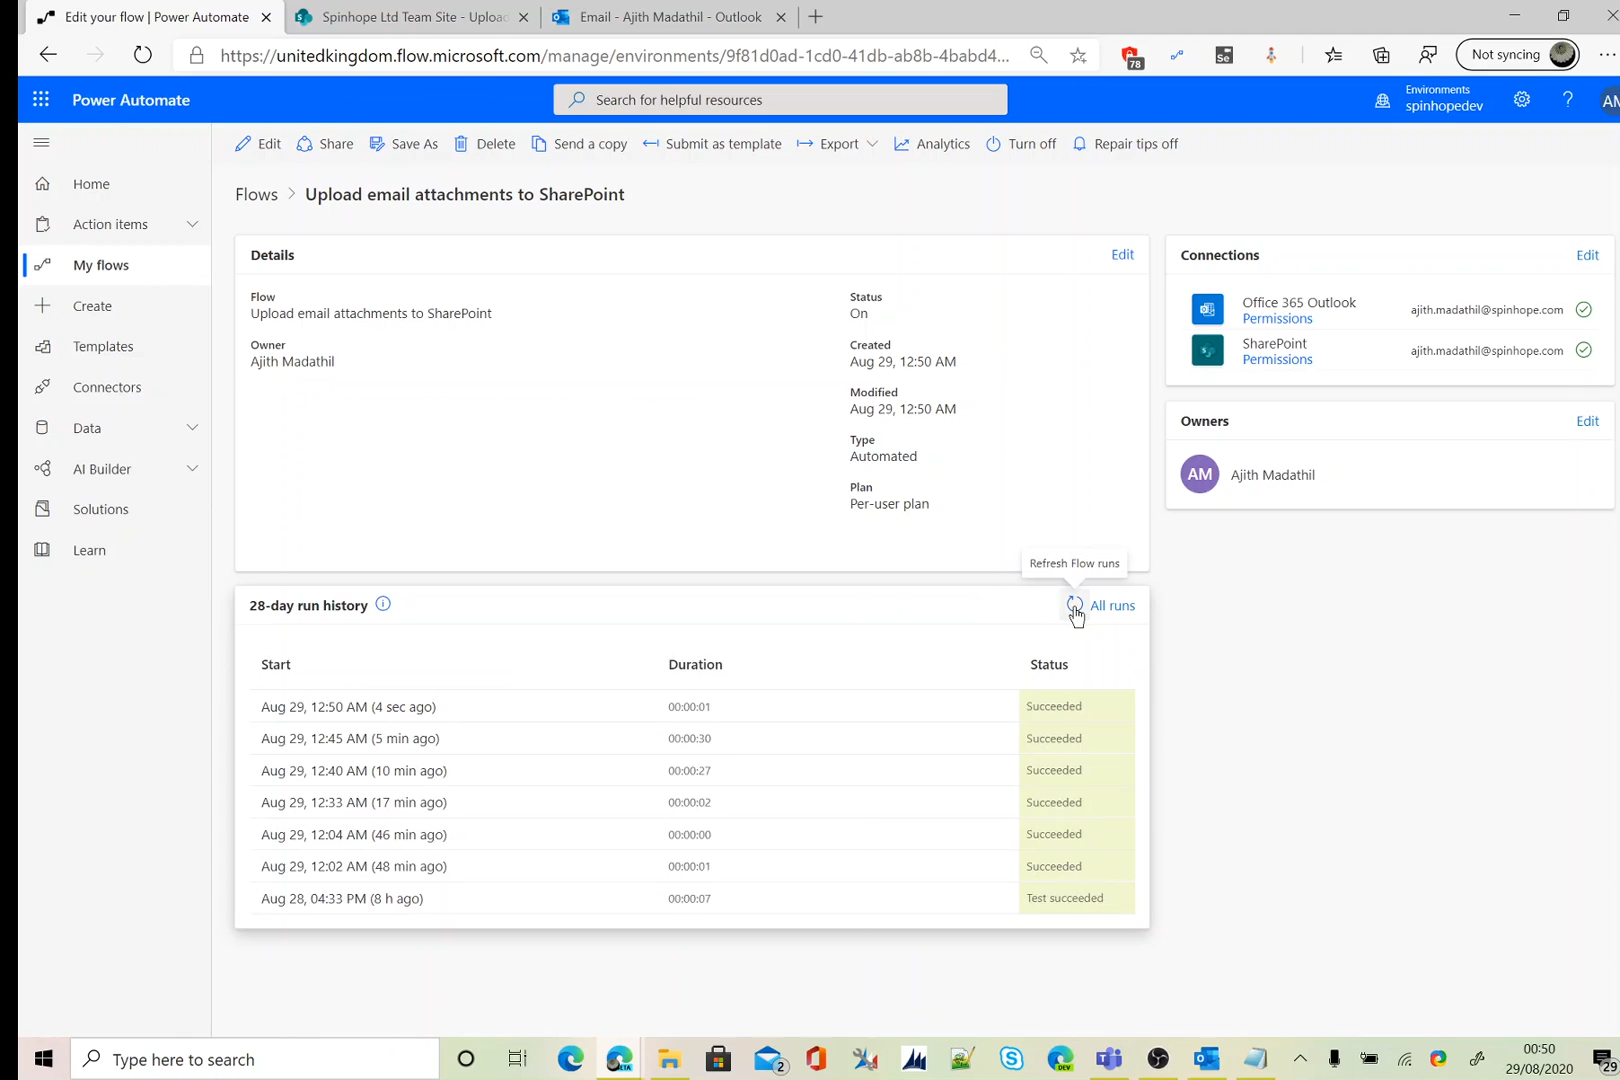 Edit your flow | Power Automate
Spinhope Ltd Team Site - Upload
Email - Ajith Madathil - Outlook
https://unitedkingdom.flow.microsoft.com/manage/environments/9f81d0ad-1cd0-41db-ab8b-4babd4...
78
Se
Not syncing
Power Automate
Search for helpful resources
Environments
spinhopedev
?
AM
Edit
Share
Save As
Delete
Send a copy
Submit as template
Export
Analytics
Turn off
Repair tips off
Home
Action items
My flows
Create
Templates
Connectors
Data
AI Builder
Solutions
Learn
Flows > Upload email attachments to SharePoint
Details
Edit
Flow
Upload email attachments to SharePoint
Owner
Ajith Madathil
Status
On
Created
Aug 29, 12:50 AM
Modified
Aug 29, 12:50 AM
Type
Automated
Plan
Per-user plan
Connections
Edit
Office 365 Outlook
Permissions
ajith.madathil@spinhope.com
SharePoint
Permissions
ajith.madathil@spinhope.com
Owners
Edit
AM
Ajith Madathil
Refresh Flow runs
28-day run history
All runs
Start Duration Status
Aug 29, 12:50 AM (4 sec ago) 00:00:01 Succeeded
Aug 29, 12:45 AM (5 min ago) 00:00:30 Succeeded
Aug 29, 12:40 AM (10 min ago) 00:00:27 Succeeded
Aug 29, 12:33 AM (17 min ago) 00:00:02 Succeeded
Aug 29, 12:04 AM (46 min ago) 00:00:00 Succeeded
Aug 29, 12:02 AM (48 min ago) 00:00:01 Succeeded
Aug 28, 04:33 PM (8 h ago) 00:00:07 Test succeeded
Type here to search
BETA
2
DEV
00:50
29/08/2020
29